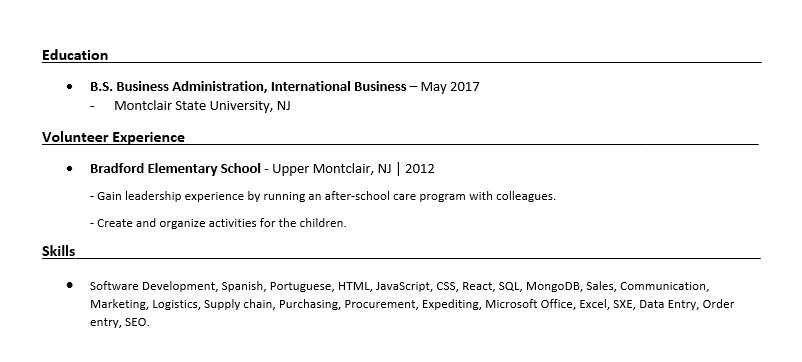 Education
• B.S. Business Administration, International Business – May 2017
- Montclair State University, NJ
Volunteer Experience
• Bradford Elementary School - Upper Montclair, NJ | 2012
- Gain leadership experience by running an after-school care program with colleagues.
- Create and organize activities for the children.
Skills
• Software Development, Spanish, Portuguese, HTML, JavaScript, CSS, React, SQL, MongoDB, Sales, Communication,
Marketing, Logistics, Supply chain, Purchasing, Procurement, Expediting, Microsoft Office, Excel, SXE, Data Entry, Order
entry, SEO.